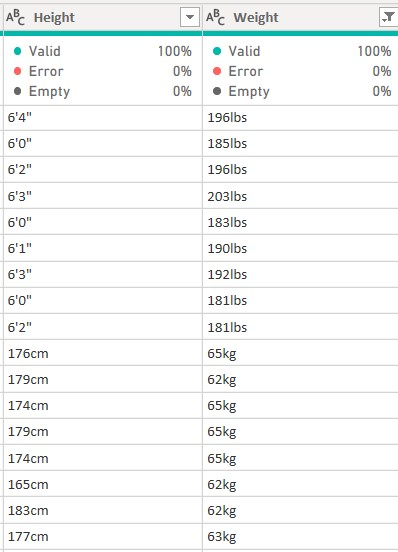 ABC Height ABC Weight
Valid 100% Valid 100%
Error 0% Error 0%
Empty 0% Empty 0%
6'4" 196lbs
6'0" 185lbs
6'2" 196lbs
6'3" 203lbs
6'0" 183lbs
6'1" 190lbs
6'3" 192lbs
6'0" 181lbs
6'2" 181lbs
176cm 65kg
179cm 62kg
174cm 65kg
179cm 65kg
174cm 65kg
165cm 62kg
183cm 62kg
177cm 63kg